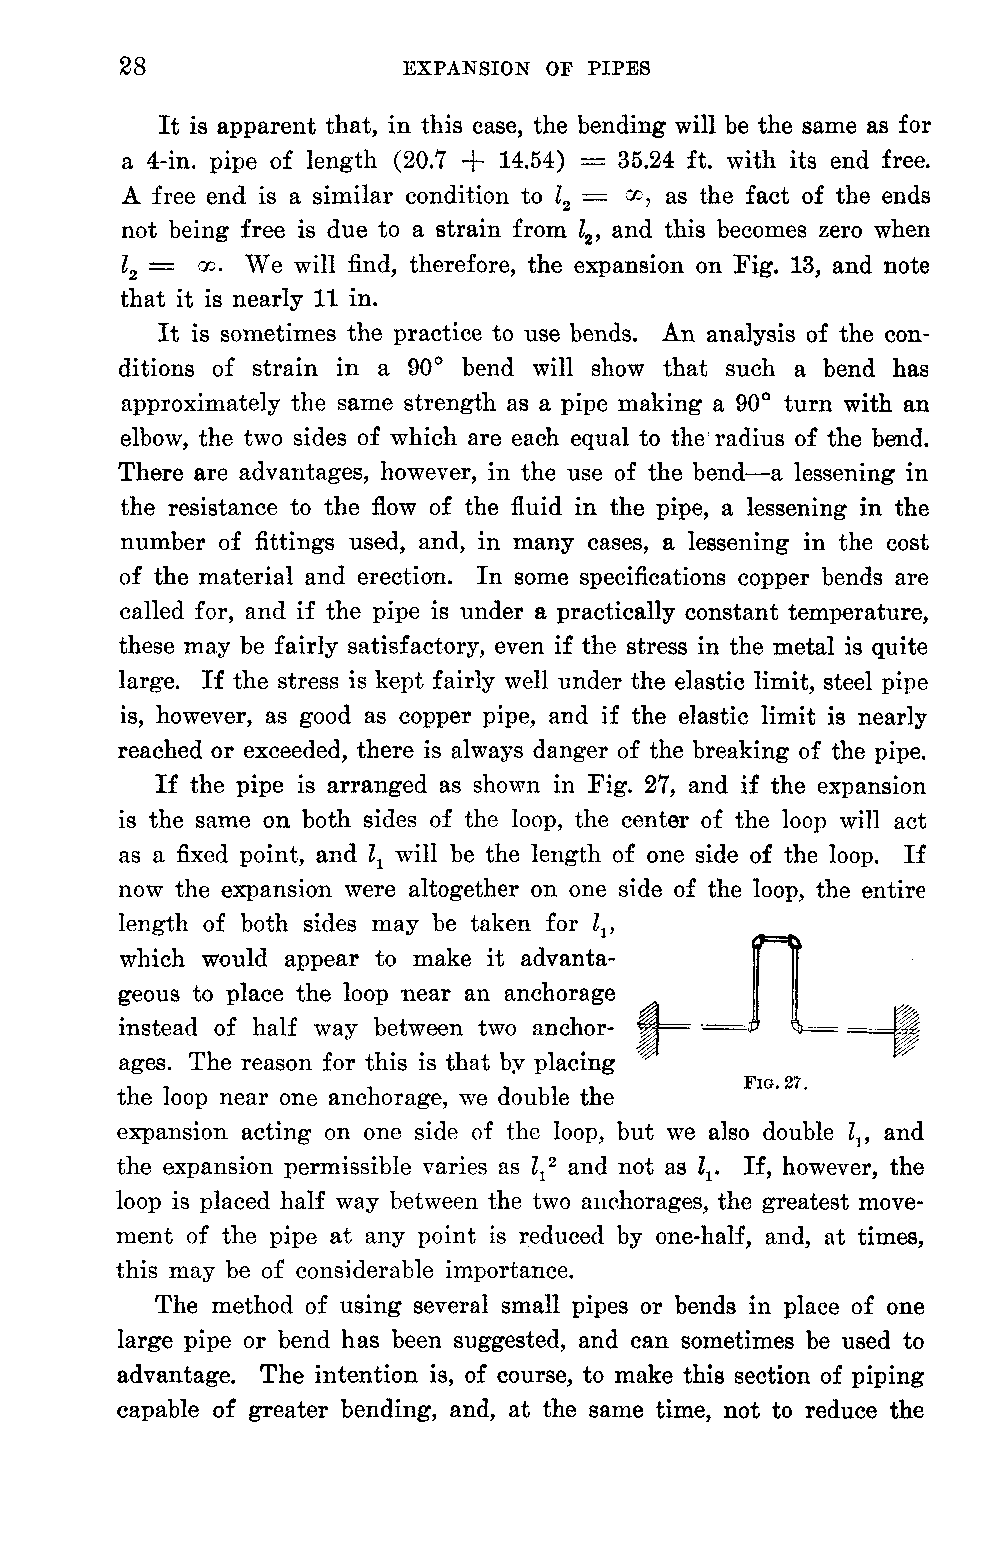 28 EXPANSION OF PIPES
It is apparent that, in this case, the bending will be the same as for
a 4-in. pipe of length (20.7 + 14.54) = 35.24 ft. with its end free.
A free end is a similar condition to l₂ = ∞, as the fact of the ends
not being free is due to a strain from l₂, and this becomes zero when
l₂ = ∞. We will find, therefore, the expansion on Fig. 13, and note
that it is nearly 11 in.
It is sometimes the practice to use bends. An analysis of the con-
ditions of strain in a 90° bend will show that such a bend has
approximately the same strength as a pipe making a 90° turn with an
elbow, the two sides of which are each equal to the radius of the bend.
There are advantages, however, in the use of the bend—a lessening in
the resistance to the flow of the fluid in the pipe, a lessening in the
number of fittings used, and, in many cases, a lessening in the cost
of the material and erection. In some specifications copper bends are
called for, and if the pipe is under a practically constant temperature,
these may be fairly satisfactory, even if the stress in the metal is quite
large. If the stress is kept fairly well under the elastic limit, steel pipe
is, however, as good as copper pipe, and if the elastic limit is nearly
reached or exceeded, there is always danger of the breaking of the pipe.
If the pipe is arranged as shown in Fig. 27, and if the expansion
is the same on both sides of the loop, the center of the loop will act
as a fixed point, and l₁ will be the length of one side of the loop. If
now the expansion were altogether on one side of the loop, the entire
length of both sides may be taken for l₁,
which would appear to make it advanta-
geous to place the loop near an anchorage
instead of half way between two anchor-
ages. The reason for this is that by placing
the loop near one anchorage, we double the
FIG. 27.
expansion acting on one side of the loop, but we also double l₁, and
the expansion permissible varies as l₁² and not as l₁. If, however, the
loop is placed half way between the two anchorages, the greatest move-
ment of the pipe at any point is reduced by one-half, and, at times,
this may be of considerable importance.
The method of using several small pipes or bends in place of one
large pipe or bend has been suggested, and can sometimes be used to
advantage. The intention is, of course, to make this section of piping
capable of greater bending, and, at the same time, not to reduce the